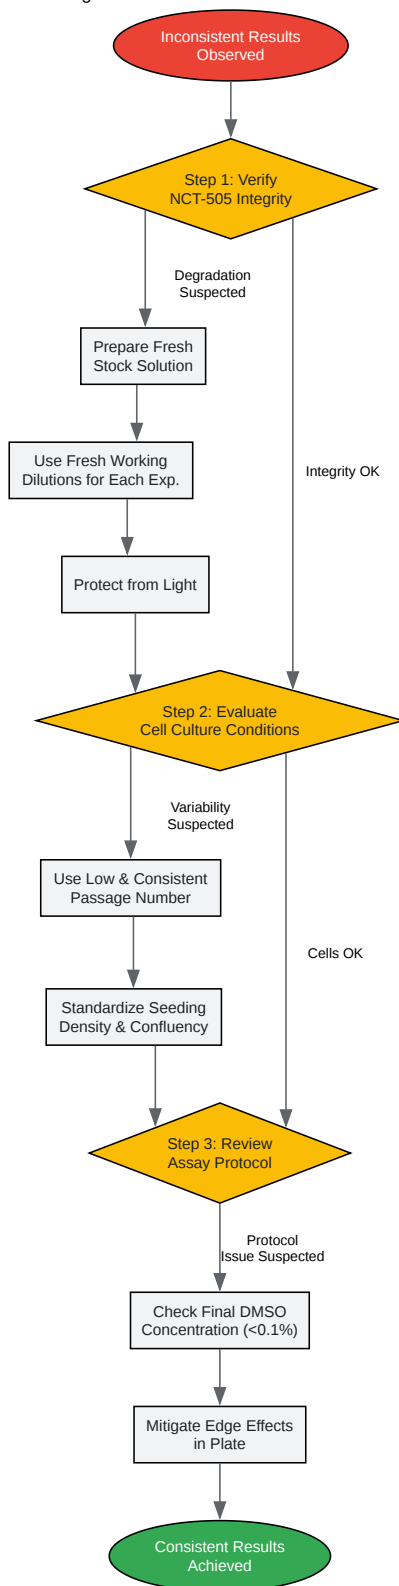 Inconsistent Results
Observed
Step 1: Verify
NCT-505 Integrity
Degradation
Suspected
Prepare Fresh
Stock Solution
Use Fresh Working
Dilutions for Each Exp.
Integrity OK
Protect from Light
Step 2: Evaluate
Cell Culture Conditions
Variability
Suspected
Use Low & Consistent
Passage Number
Cells OK
Standardize Seeding
Density & Confluency
Step 3: Review
Assay Protocol
Protocol
Issue Suspected
Check Final DMSO
Concentration (<0.1%)
Mitigate Edge Effects
in Plate
Consistent Results
Achieved